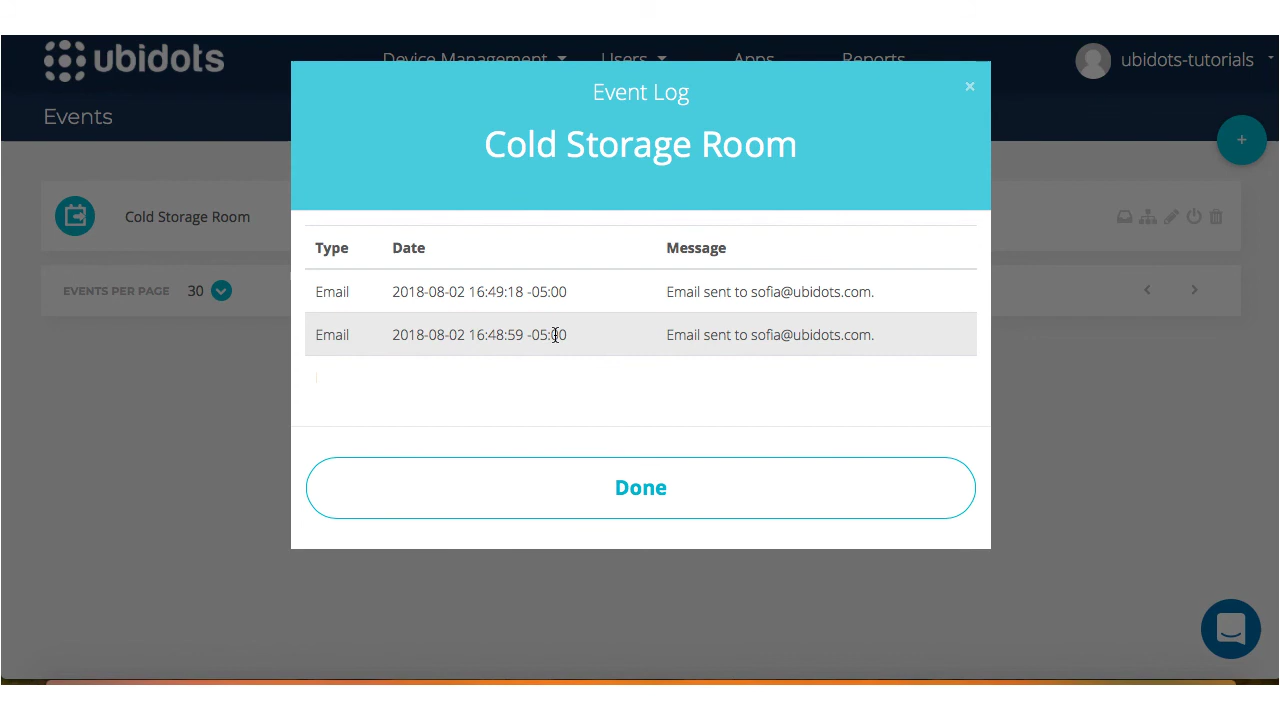 ubidots
Device Management Users Apps Reports
ubidots-tutorials
Events
Event Log
×
Cold Storage Room
+
Cold Storage Room
Type Date Message
Email 2018-08-02 16:49:18 -05:00 Email sent to sofia@ubidots.com.
Email 2018-08-02 16:48:59 -05:00 Email sent to sofia@ubidots.com.
EVENTS PER PAGE 30
Done